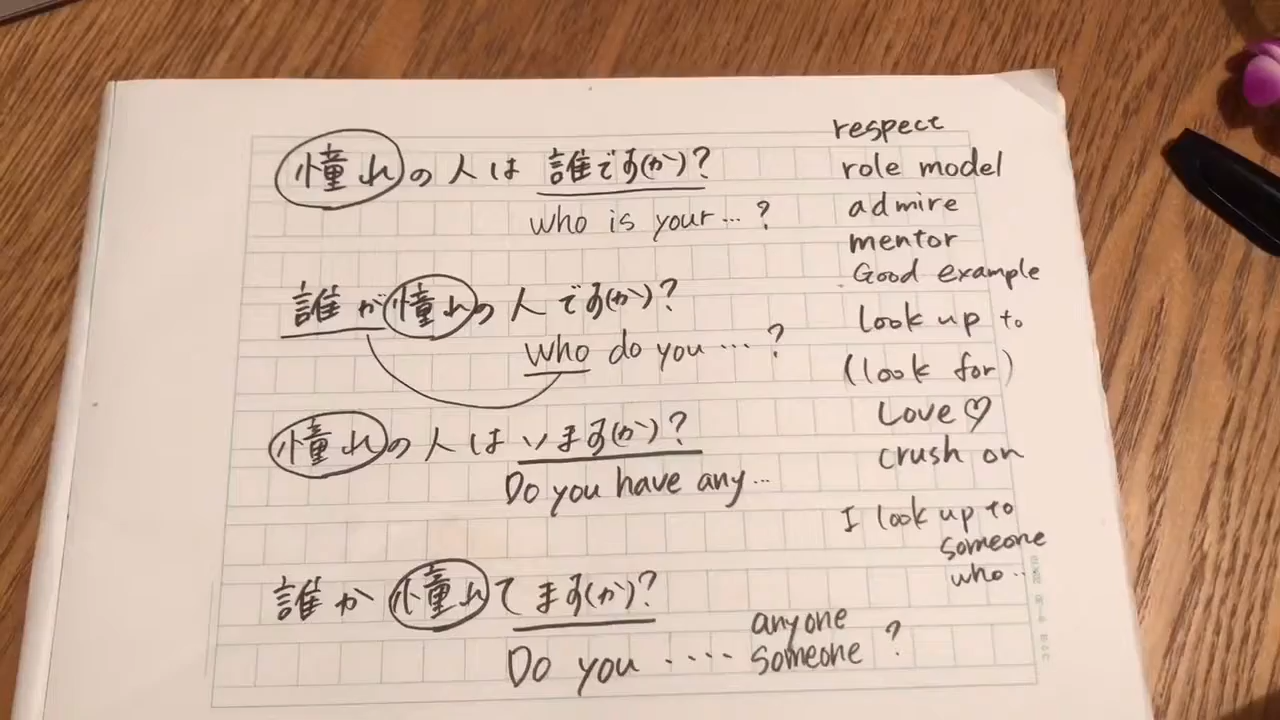 憧れの人は誰です(か)?
who is your...?
誰が憧れの人です(か)?
who do you ...?
憧れの人はいます(か)?
Do you have any...
誰か憧れてます(か)?
Do you .... anyone someone?
respect
role model
admire
mentor
Good example
look up to
(look for)
Love♡
crush on
I look up to
someone
who...